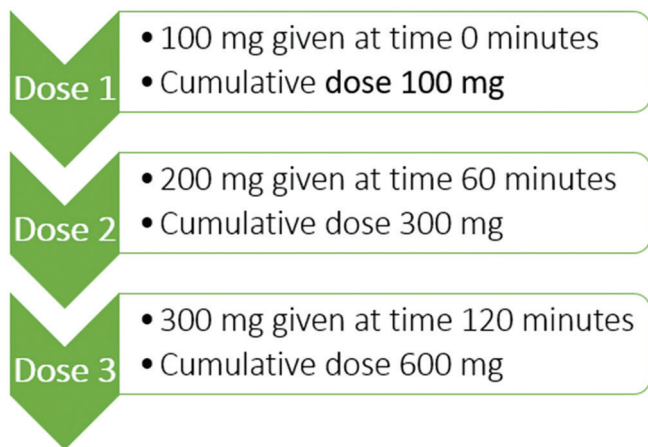 Dose 1
• 100 mg given at time 0 minutes
• Cumulative dose 100 mg
Dose 2
• 200 mg given at time 60 minutes
• Cumulative dose 300 mg
Dose 3
• 300 mg given at time 120 minutes
• Cumulative dose 600 mg